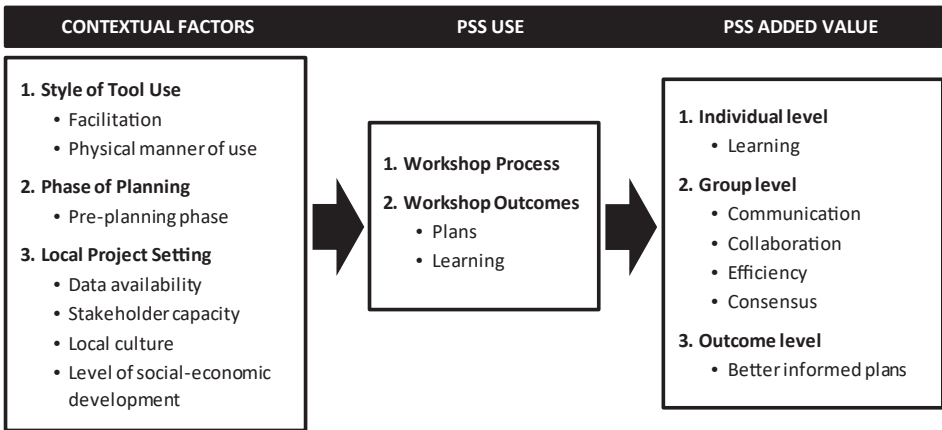 CONTEXTUAL FACTORS
PSS USE
PSS ADDED VALUE
1. Style of Tool Use
• Facilitation
• Physical manner of use
2. Phase of Planning
• Pre-planning phase
3. Local Project Setting
• Data availability
• Stakeholder capacity
• Local culture
• Level of social-economic
development
1. Workshop Process
2. Workshop Outcomes
• Plans
• Learning
1. Individual level
• Learning
2. Group level
• Communication
• Collaboration
• Efficiency
• Consensus
3. Outcome level
• Better informed plans